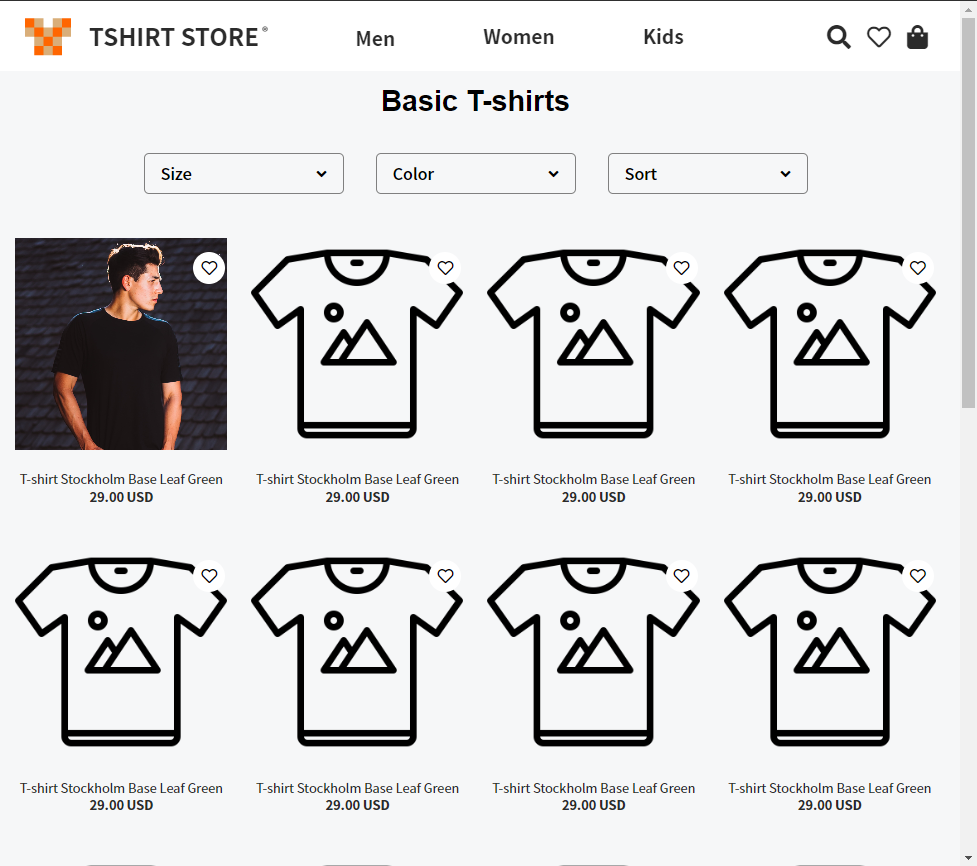 TSHIRT STORE®
Men
Women
Kids
Basic T-shirts
Size
Color
Sort
T-shirt Stockholm Base Leaf Green
29.00 USD
T-shirt Stockholm Base Leaf Green
29.00 USD
T-shirt Stockholm Base Leaf Green
29.00 USD
T-shirt Stockholm Base Leaf Green
29.00 USD
T-shirt Stockholm Base Leaf Green
29.00 USD
T-shirt Stockholm Base Leaf Green
29.00 USD
T-shirt Stockholm Base Leaf Green
29.00 USD
T-shirt Stockholm Base Leaf Green
29.00 USD